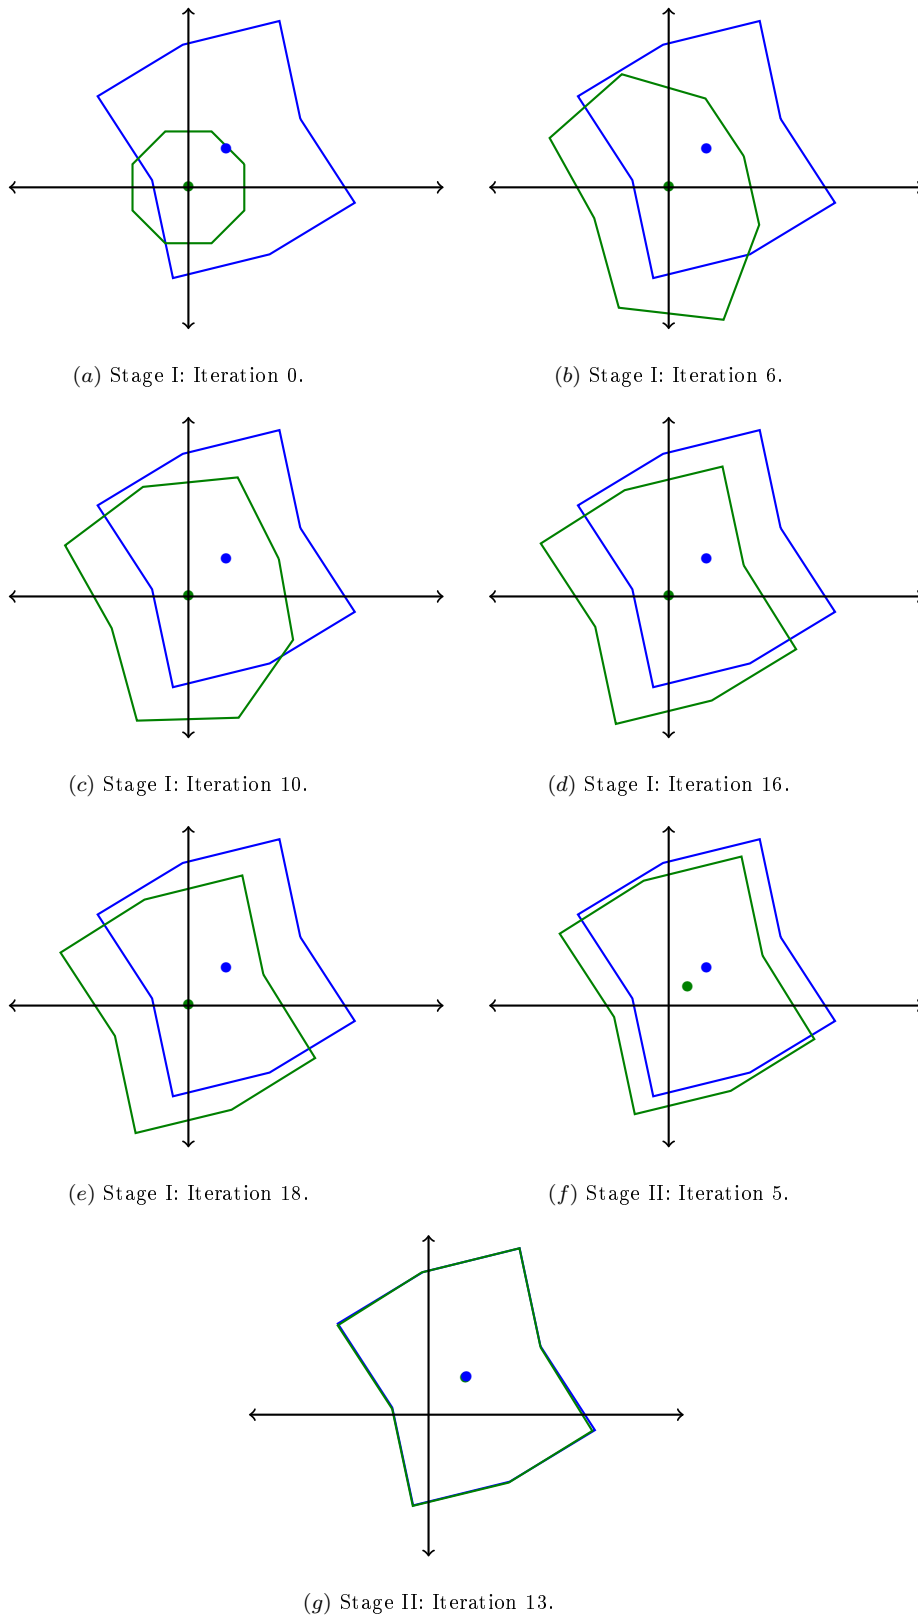 (a) Stage I: Iteration 0.
(b) Stage I: Iteration 6.
(c) Stage I: Iteration 10.
(d) Stage I: Iteration 16.
(e) Stage I: Iteration 18.
(f) Stage II: Iteration 5.
(g) Stage II: Iteration 13.